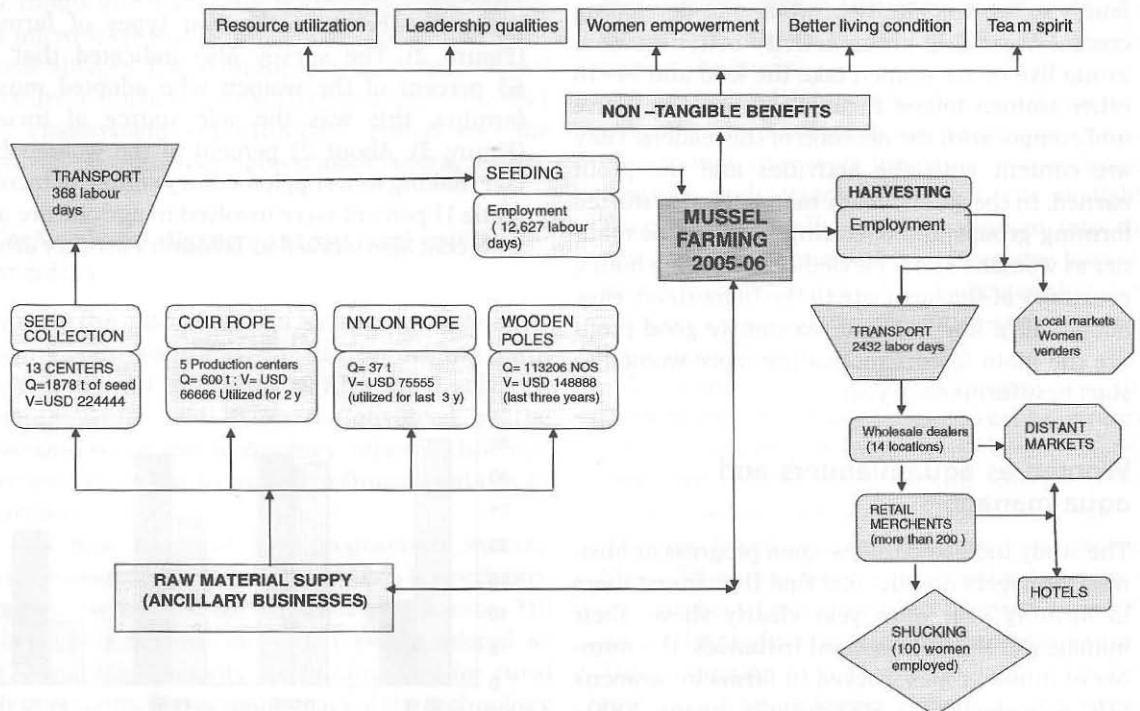 Resource utilization
Leadership qualities
Women empowerment
Better living condition
Team spirit
NON -TANGIBLE BENEFITS
TRANSPORT
368 labour
days
SEEDING
Employment
( 12,627 labour
days)
MUSSEL
FARMING
2005-06
HARVESTING
Employment
SEED
COLLECTION
13 CENTERS
Q=1878 t of seed
V=USD 224444
COIR ROPE
5 Production centers
Q= 600 t ; V= USD
66666 Utilized for 2 y
NYLON ROPE
Q= 37 t
V= USD 75555
(utilized for last 3 y)
WOODEN
POLES
Q= 113206 NOS
V= USD 148888
(last three years)
TRANSPORT
2432 labor days
Local markets
Women
venders
Wholesale dealers
(14 locations)
DISTANT
MARKETS
RETAIL
MERCHENTS
(more than 200 )
HOTELS
SHUCKING
(100 women
employed)
RAW MATERIAL SUPPY
(ANCILLARY BUSINESSES)